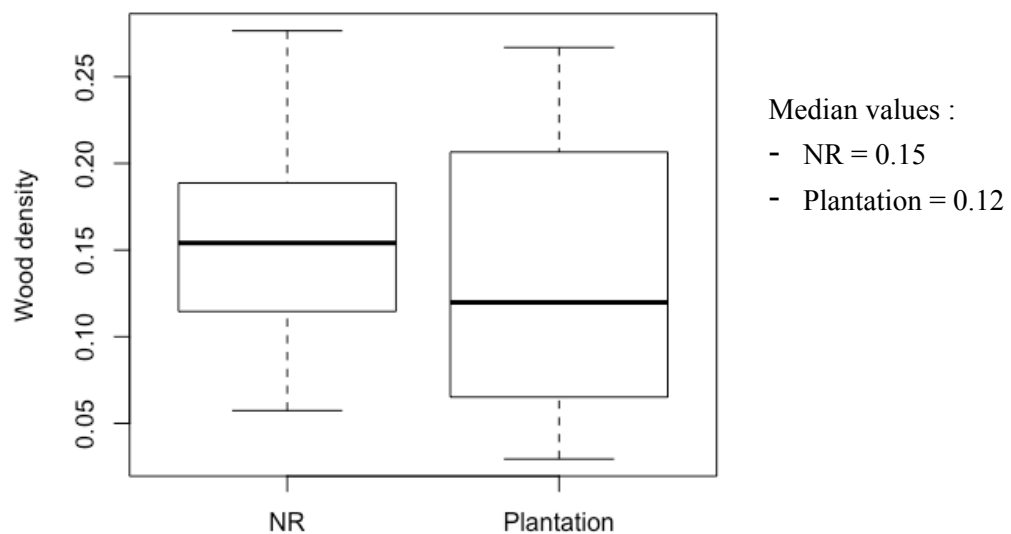 Wood density
0.25
0.20
0.15
0.10
0.05
NR
Plantation
Median values :
- NR = 0.15
- Plantation = 0.12